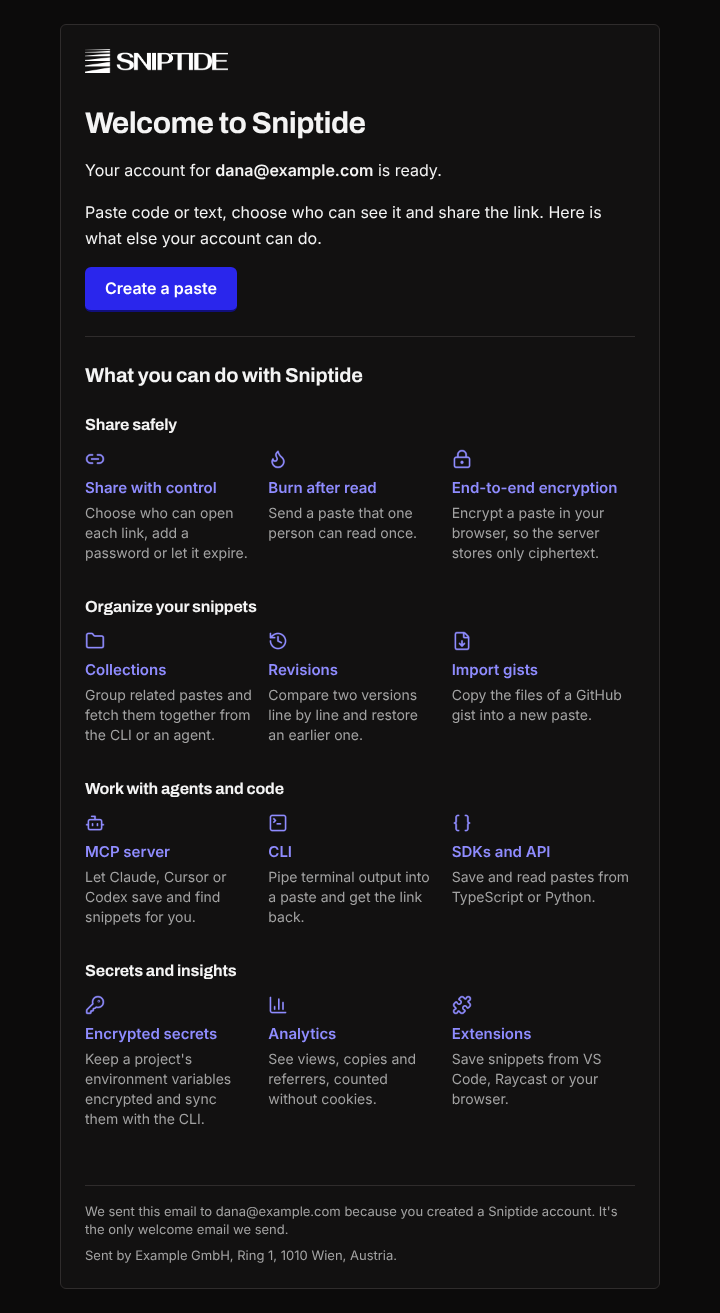 SNIPTIDE
Welcome to Sniptide
Your account for dana@example.com is ready.
Paste code or text, choose who can see it and share the link. Here is
what else your account can do.
Create a paste
What you can do with Sniptide
Share safely
Share with control
Choose who can open
each link, add a
password or let it expire.
Burn after read
Send a paste that one
person can read once.
End-to-end encryption
Encrypt a paste in your
browser, so the server
stores only ciphertext.
Organize your snippets
Collections
Group related pastes and
fetch them together from
the CLI or an agent.
Revisions
Compare two versions
line by line and restore
an earlier one.
Import gists
Copy the files of a GitHub
gist into a new paste.
Work with agents and code
MCP server
Let Claude, Cursor or
Codex save and find
snippets for you.
CLI
Pipe terminal output into
a paste and get the link
back.
SDKs and API
Save and read pastes from
TypeScript or Python.
Secrets and insights
Encrypted secrets
Keep a project's
environment variables
encrypted and sync
them with the CLI.
Analytics
See views, copies and
referrers, counted
without cookies.
Extensions
Save snippets from VS
Code, Raycast or your
browser.
We sent this email to dana@example.com because you created a Sniptide account. It's
the only welcome email we send.
Sent by Example GmbH, Ring 1, 1010 Wien, Austria.